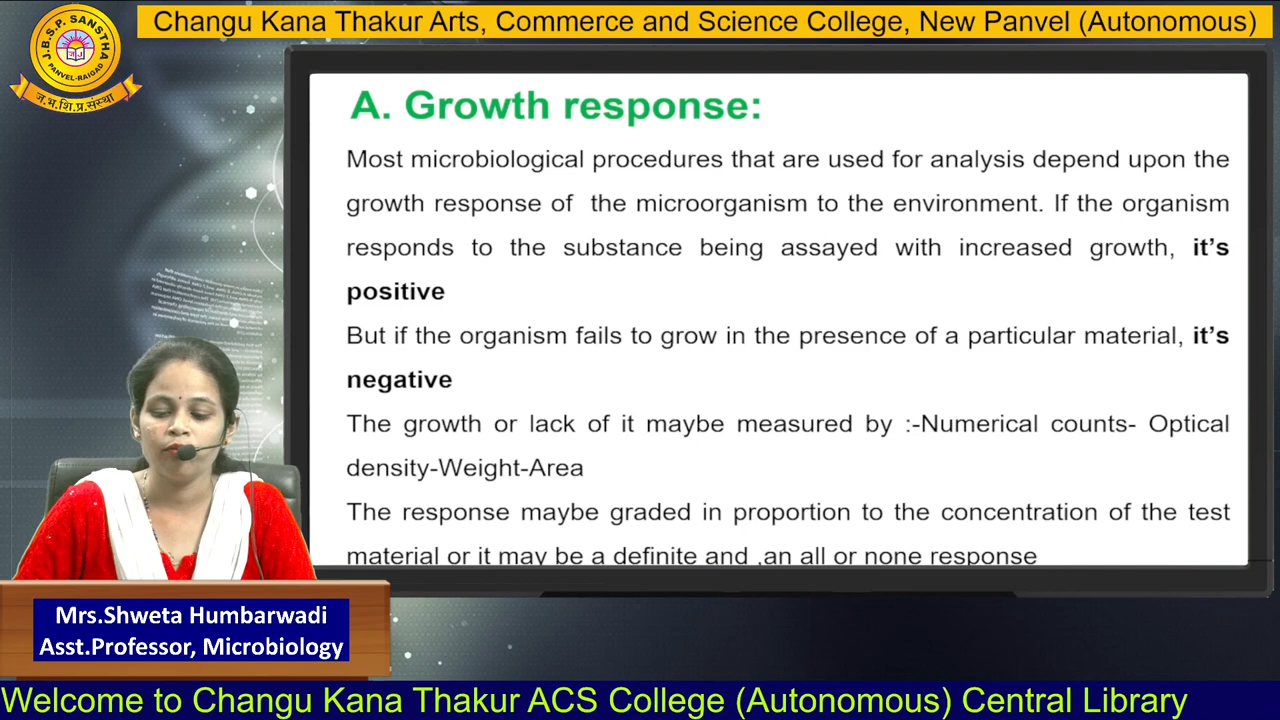 Changu Kana Thakur Arts, Commerce and Science College, New Panvel (Autonomous)
J.B.S.P. SANSTHA
PANVEL-RAIGAD
ज.भ.शि.प्र.संस्था
A. Growth response:
Most microbiological procedures that are used for analysis depend upon the
growth response of the microorganism to the environment. If the organism
responds to the substance being assayed with increased growth, it’s
positive
But if the organism fails to grow in the presence of a particular material, it’s
negative
The growth or lack of it maybe measured by :-Numerical counts- Optical
density-Weight-Area
The response maybe graded in proportion to the concentration of the test
material or it may be a definite and ,an all or none response
Mrs.Shweta Humbarwadi
Asst.Professor, Microbiology
Welcome to Changu Kana Thakur ACS College (Autonomous) Central Library